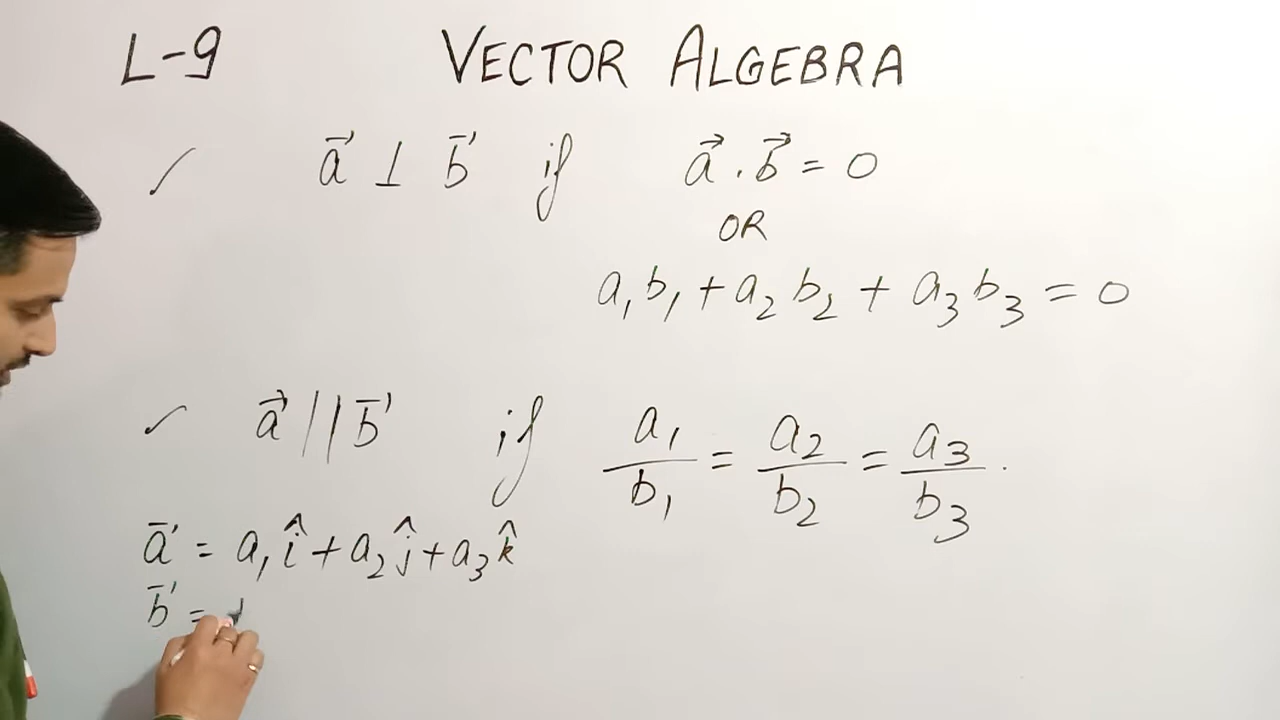 L-9 VECTOR ALGEBRA
✓ a⃗ ⊥ b⃗ if a⃗ . b⃗ = 0
OR
a₁b₁ + a₂b₂ + a₃b₃ = 0
✓ a⃗ || b⃗ if a₁/b₁ = a₂/b₂ = a₃/b₃ .
a⃗ = a₁î + a₂ĵ + a₃k̂
b⃗ =